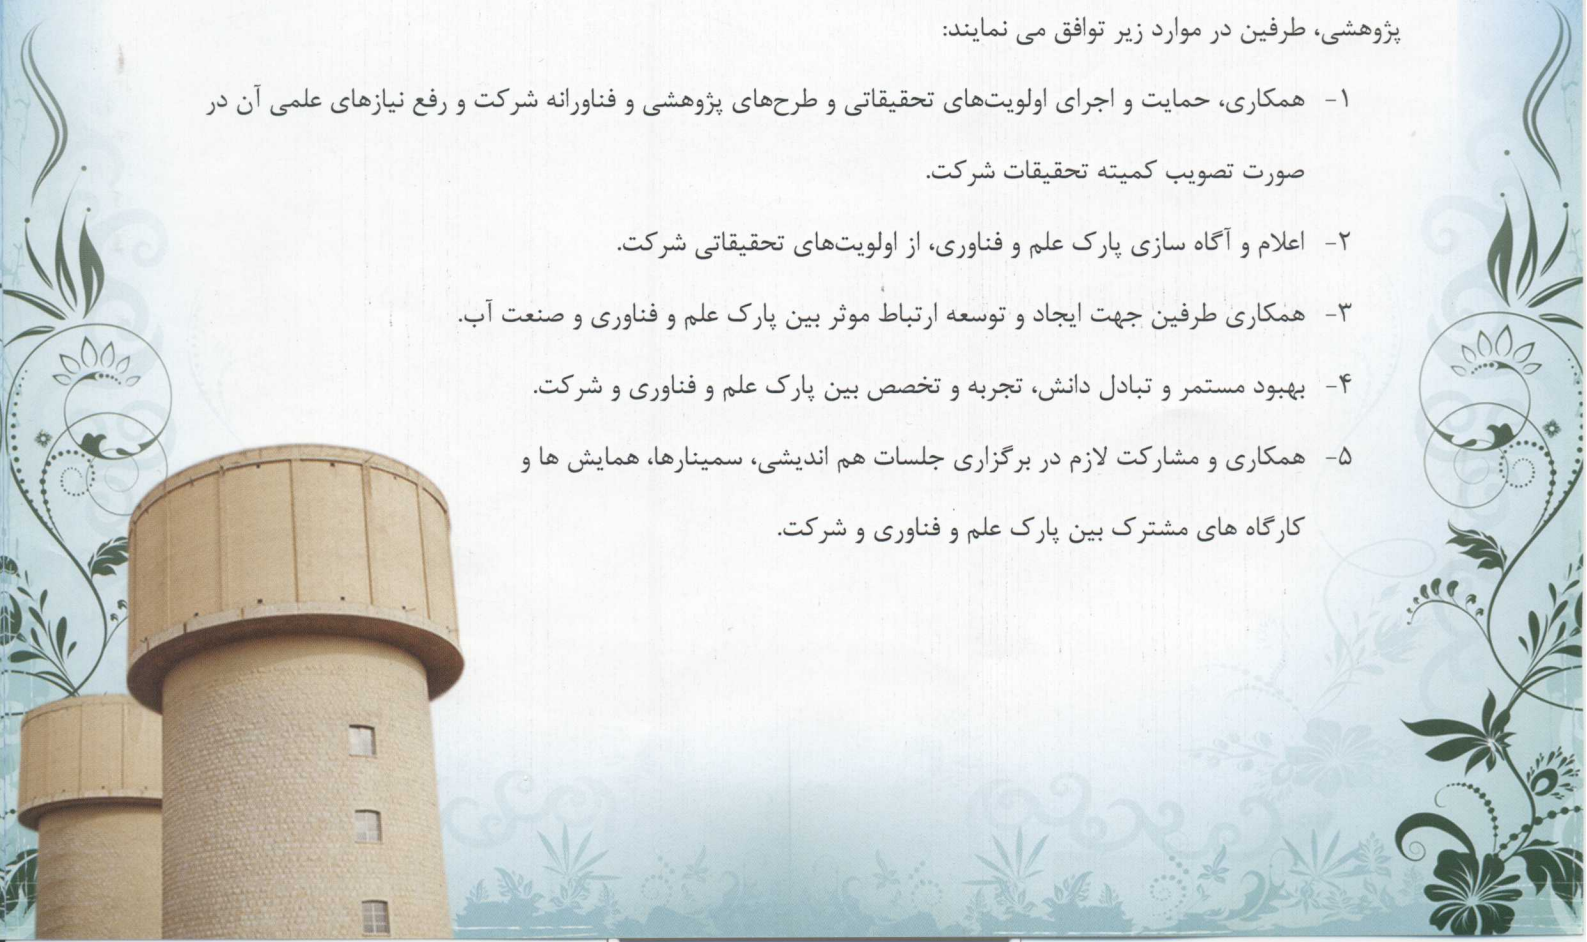 پژوهشی، طرفین در موارد زیر توافق می نمایند:
۱- همکاری، حمایت و اجرای اولویت‌های تحقیقاتی و طرح‌های پژوهشی و فناورانه شرکت و رفع نیازهای علمی آن در
صورت تصویب کمیته تحقیقات شرکت.
۲- اعلام و آگاه سازی پارک علم و فناوری، از اولویت‌های تحقیقاتی شرکت.
۳- همکاری طرفین جهت ایجاد و توسعه ارتباط موثر بین پارک علم و فناوری و صنعت آب.
۴- بهبود مستمر و تبادل دانش، تجربه و تخصص بین پارک علم و فناوری و شرکت.
۵- همکاری و مشارکت لازم در برگزاری جلسات هم اندیشی، سمینارها، همایش ها و
کارگاه های مشترک بین پارک علم و فناوری و شرکت.